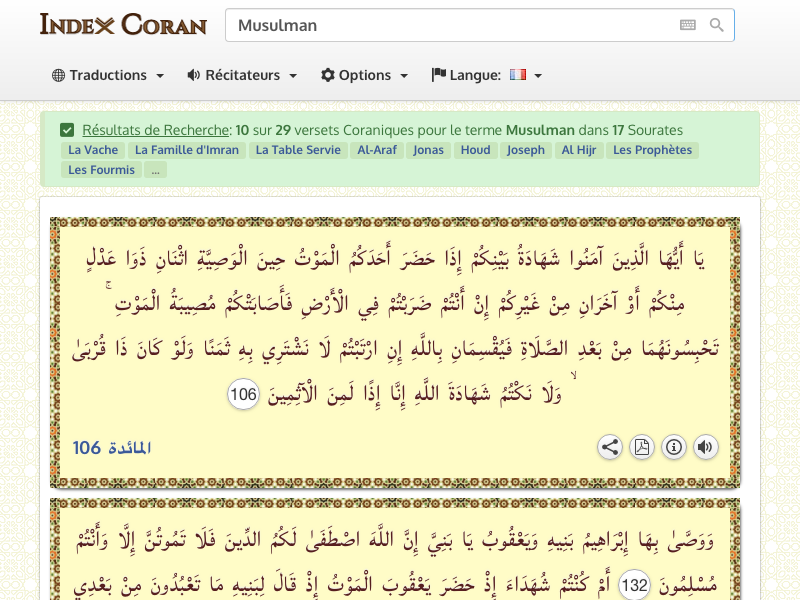 INDEX CORAN
Musulman
Traductions
Récitateurs
Options
Langue:
Résultats de Recherche: 10 sur 29 versets Coraniques pour le terme Musulman dans 17 Sourates
La Vache La Famille d'Imran La Table Servie Al-Araf Jonas Houd Joseph Al Hijr Les Prophètes
Les Fourmis ...
يَا أَيُّهَا الَّذِينَ آمَنُوا شَهَادَةُ بَيْنِكُمْ إِذَا حَضَرَ أَحَدَكُمُ الْمَوْتُ حِينَ الْوَصِيَّةِ اثْنَانِ ذَوَا عَدْلٍ
مِنْكُمْ أَوْ آخَرَانِ مِنْ غَيْرِكُمْ إِنْ أَنْتُمْ ضَرَبْتُمْ فِي الْأَرْضِ فَأَصَابَتْكُمْ مُصِيبَةُ الْمَوْتِ ۚ
تَحْبِسُونَهُمَا مِنْ بَعْدِ الصَّلَاةِ فَيُقْسِمَانِ بِاللَّهِ إِنِ ارْتَبْتُمْ لَا نَشْتَرِي بِهِ ثَمَنًا وَلَوْ كَانَ ذَا قُرْبَىٰ
ۙ وَلَا نَكْتُمُ شَهَادَةَ اللَّهِ إِنَّا إِذًا لَمِنَ الْآثِمِينَ 106
المائدة 106
وَوَصَّىٰ بِهَا إِبْرَاهِيمُ بَنِيهِ وَيَعْقُوبُ يَا بَنِيَّ إِنَّ اللَّهَ اصْطَفَىٰ لَكُمُ الدِّينَ فَلَا تَمُوتُنَّ إِلَّا وَأَنْتُمْ
مُسْلِمُونَ 132 أَمْ كُنْتُمْ شُهَدَاءَ إِذْ حَضَرَ يَعْقُوبَ الْمَوْتُ إِذْ قَالَ لِبَنِيهِ مَا تَعْبُدُونَ مِنْ بَعْدِي